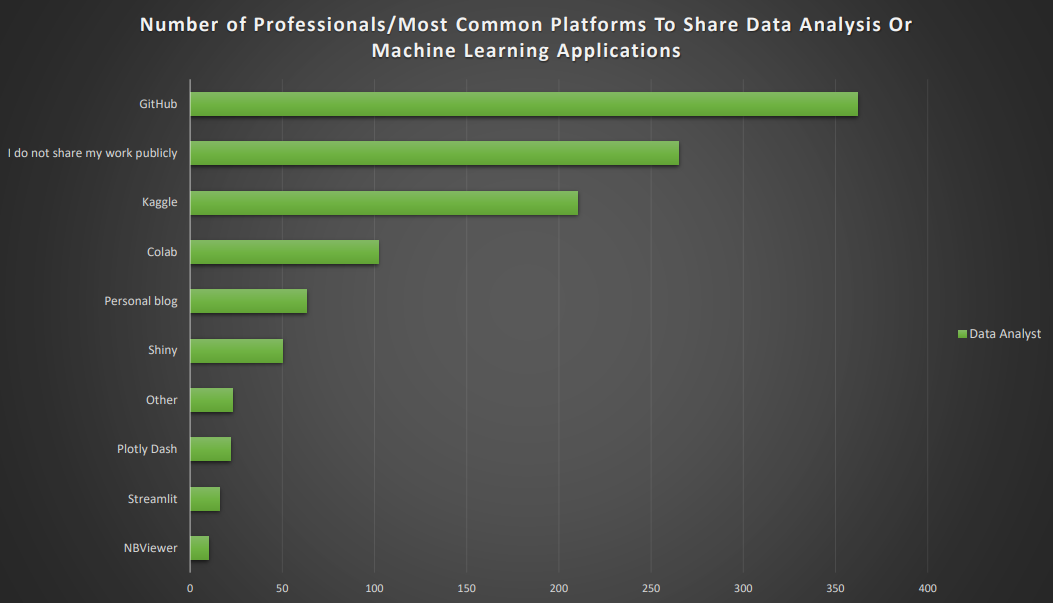 Number of Professionals/Most Common Platforms To Share Data Analysis Or
Machine Learning Applications
GitHub
I do not share my work publicly
Kaggle
Colab
Personal blog
Shiny
Other
Plotly Dash
Streamlit
NBViewer
0 50 100 150 200 250 300 350 400
Data Analyst